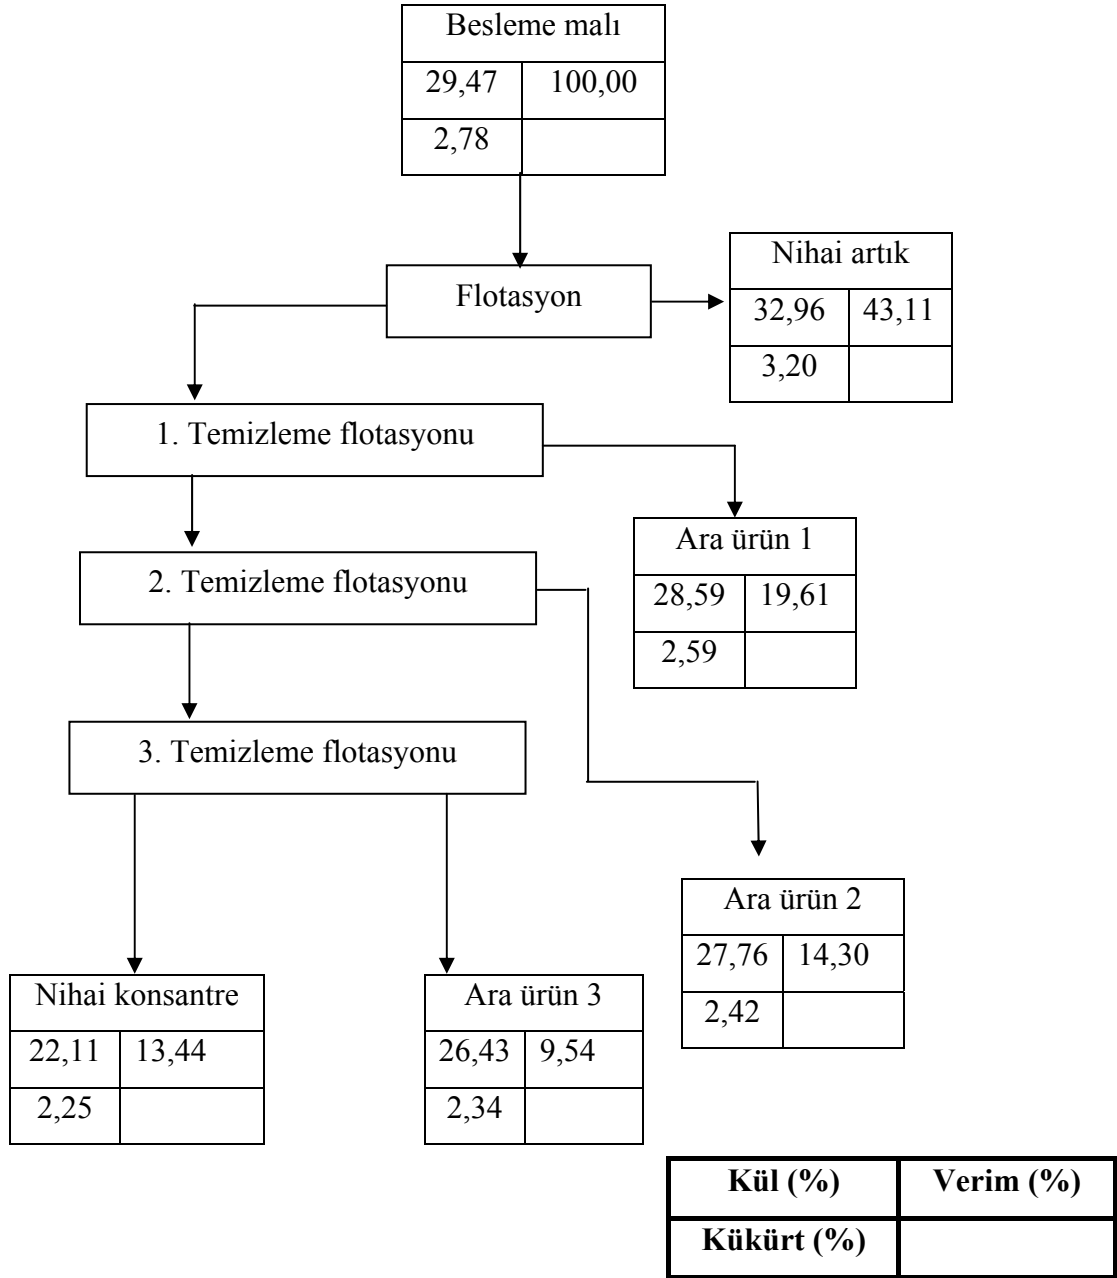 Besleme malı
29,47 100,00
2,78
Flotasyon
Nihai artık
32,96 43,11
3,20
1. Temizleme flotasyonu
Ara ürün 1
28,59 19,61
2,59
2. Temizleme flotasyonu
3. Temizleme flotasyonu
Ara ürün 2
27,76 14,30
2,42
Nihai konsantre
22,11 13,44
2,25
Ara ürün 3
26,43 9,54
2,34
Kül (%) Verim (%)
Kükürt (%)